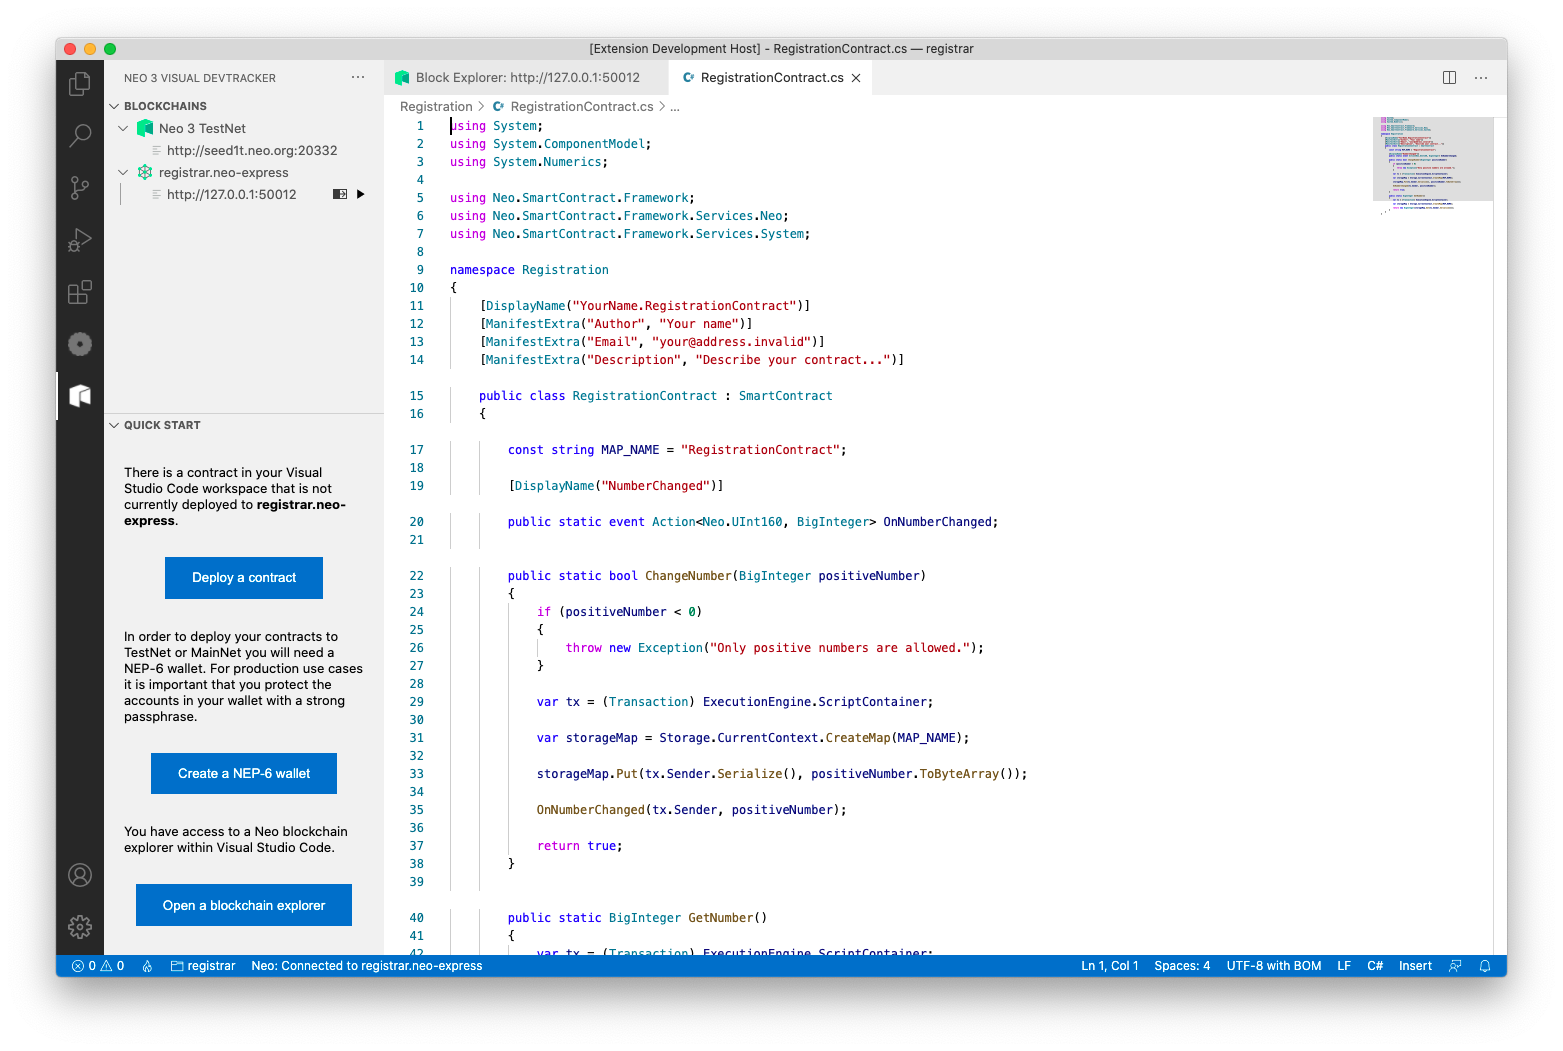 [Extension Development Host] - RegistrationContract.cs — registrar
NEO 3 VISUAL DEVTRACKER
BLOCKCHAINS
Neo 3 TestNet
http://seed1t.neo.org:20332
registrar.neo-express
http://127.0.0.1:50012
QUICK START
There is a contract in your Visual
Studio Code workspace that is not
currently deployed to registrar.neo-
express.
Deploy a contract
In order to deploy your contracts to
TestNet or MainNet you will need a
NEP-6 wallet. For production use cases
it is important that you protect the
accounts in your wallet with a strong
passphrase.
Create a NEP-6 wallet
You have access to a Neo blockchain
explorer within Visual Studio Code.
Open a blockchain explorer
Block Explorer: http://127.0.0.1:50012
RegistrationContract.cs
Registration > RegistrationContract.cs > ...
1 using System;
2 using System.ComponentModel;
3 using System.Numerics;
4
5 using Neo.SmartContract.Framework;
6 using Neo.SmartContract.Framework.Services.Neo;
7 using Neo.SmartContract.Framework.Services.System;
8
9 namespace Registration
10 {
11 [DisplayName("YourName.RegistrationContract")]
12 [ManifestExtra("Author", "Your name")]
13 [ManifestExtra("Email", "your@address.invalid")]
14 [ManifestExtra("Description", "Describe your contract...")]
15 public class RegistrationContract : SmartContract
16 {
17 const string MAP_NAME = "RegistrationContract";
18
19 [DisplayName("NumberChanged")]
20 public static event Action<Neo.UInt160, BigInteger> OnNumberChanged;
21
22 public static bool ChangeNumber(BigInteger positiveNumber)
23 {
24 if (positiveNumber < 0)
25 {
26 throw new Exception("Only positive numbers are allowed.");
27 }
28
29 var tx = (Transaction) ExecutionEngine.ScriptContainer;
30
31 var storageMap = Storage.CurrentContext.CreateMap(MAP_NAME);
32
33 storageMap.Put(tx.Sender.Serialize(), positiveNumber.ToByteArray());
34
35 OnNumberChanged(tx.Sender, positiveNumber);
36
37 return true;
38 }
39
40 public static BigInteger GetNumber()
41 {
42 var tx = (Transaction) ExecutionEngine.ScriptContainer;
0 0 registrar Neo: Connected to registrar.neo-express Ln 1, Col 1 Spaces: 4 UTF-8 with BOM LF C# Insert